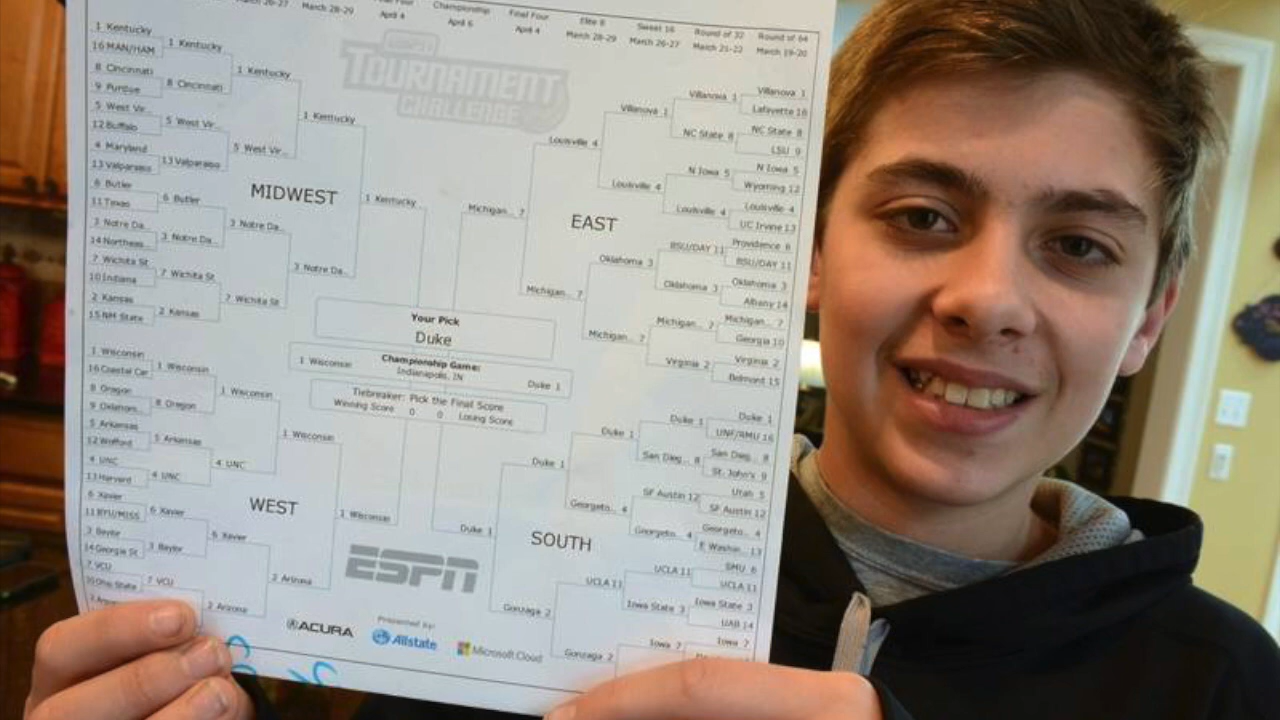 March 28-29 April 4 Championship April 6 Final Four April 4 Elite 8 March 28-29 Sweet 16 March 26-27 Round of 32 March 21-22 Round of 64 March 19-20
ESPN
TOURNAMENT
CHALLENGE
1 Kentucky
16 MAN/HAM
8 Cincinnati
9 Purdue
5 West Vir...
12 Buffalo
4 Maryland
13 Valparaiso
6 Butler
11 Texas
3 Notre Da...
14 Northeas...
7 Wichita St
10 Indiana
2 Kansas
15 NM State
1 Kentucky
8 Cincinnati
5 West Vir...
13 Valparaiso
6 Butler
3 Notre Da...
7 Wichita St
2 Kansas
1 Kentucky
5 West Vir...
3 Notre Da...
7 Wichita St
1 Kentucky
3 Notre Da...
1 Kentucky
MIDWEST
1 Wisconsin
16 Coastal Car
8 Oregon
9 Oklahom...
5 Arkansas
12 Wofford
4 UNC
13 Harvard
6 Xavier
11 BYU/MISS
3 Baylor
14 Georgia St
7 VCU
10 Ohio State
1 Wisconsin
8 Oregon
5 Arkansas
4 UNC
6 Xavier
3 Baylor
7 VCU
1 Wisconsin
4 UNC
6 Xavier
2 Arizona
1 Wisconsin
2 Arizona
1 Wisconsin
WEST
Your Pick
Duke
Championship Game:
Indianapolis, IN
1 Wisconsin
Duke 1
Tiebreaker: Pick the Final Score
Winning Score 0 0 Losing Score
EAST
Michigan... 7
Louisville 4
Michigan... 7
Villanova 1
Louisville 4
Oklahoma 3
Michigan... 7
Villanova 1
NC State 8
N Iowa 5
Louisville 4
BSU/DAY 11
Oklahoma 3
Michigan... 7
Virginia 2
Villanova 1
Lafayette 16
NC State 8
LSU 9
N Iowa 5
Wyoming 12
Louisville 4
UC Irvine 13
Providence 6
BSU/DAY 11
Oklahoma 3
Albany 14
Michigan... 7
Georgia 10
Virginia 2
Belmont 15
SOUTH
Duke 1
Duke 1
Gonzaga 2
Duke 1
Georgeto... 4
UCLA 11
Gonzaga 2
Duke 1
San Dieg... 8
SF Austin 12
Georgeto... 4
UCLA 11
Iowa State 3
Iowa 7
Duke 1
UNF/RMU 16
San Dieg... 8
St. John's 9
Utah 5
SF Austin 12
Georgeto... 4
E Washin... 13
SMU 6
UCLA 11
Iowa State 3
UAB 14
Iowa 7
ESPN
Presented by:
ACURA
Allstate
Microsoft Cloud